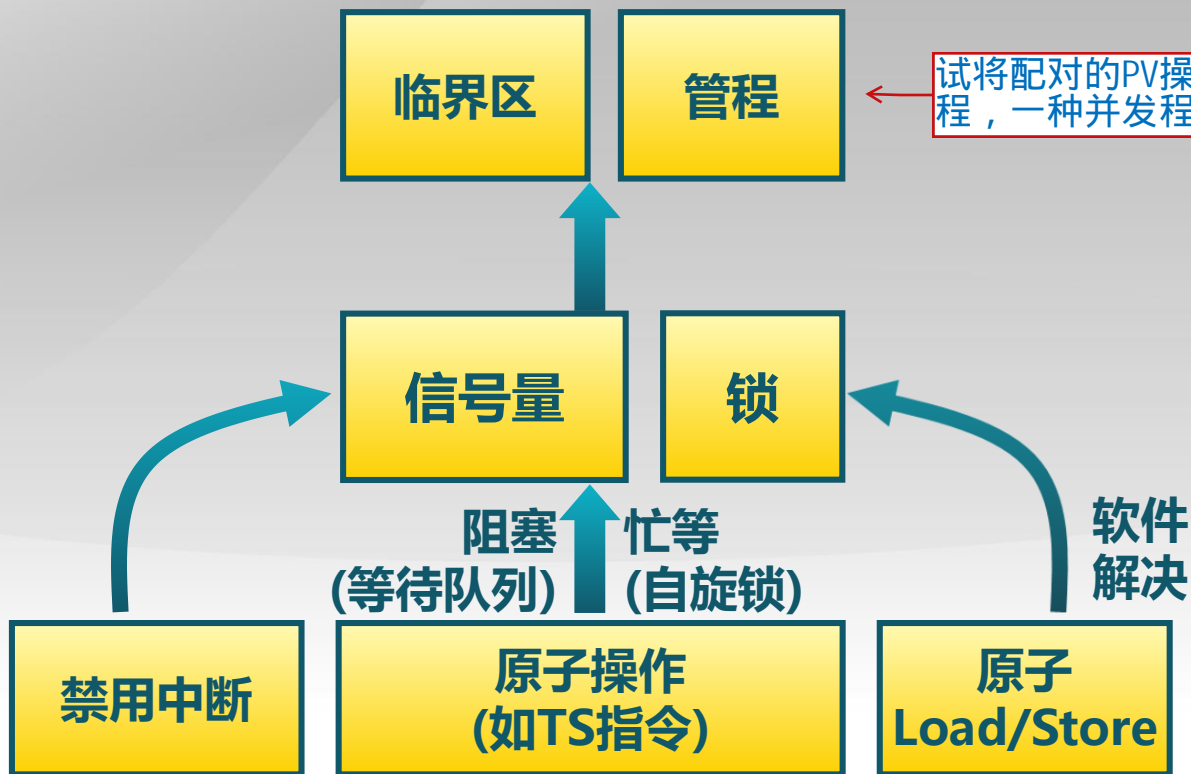 临界区
管程
试将配对的PV操
程，一种并发程
信号量
锁
阻塞
(等待队列)
忙等
(自旋锁)
软件
解决
禁用中断
原子操作
(如TS指令)
原子
Load/Store